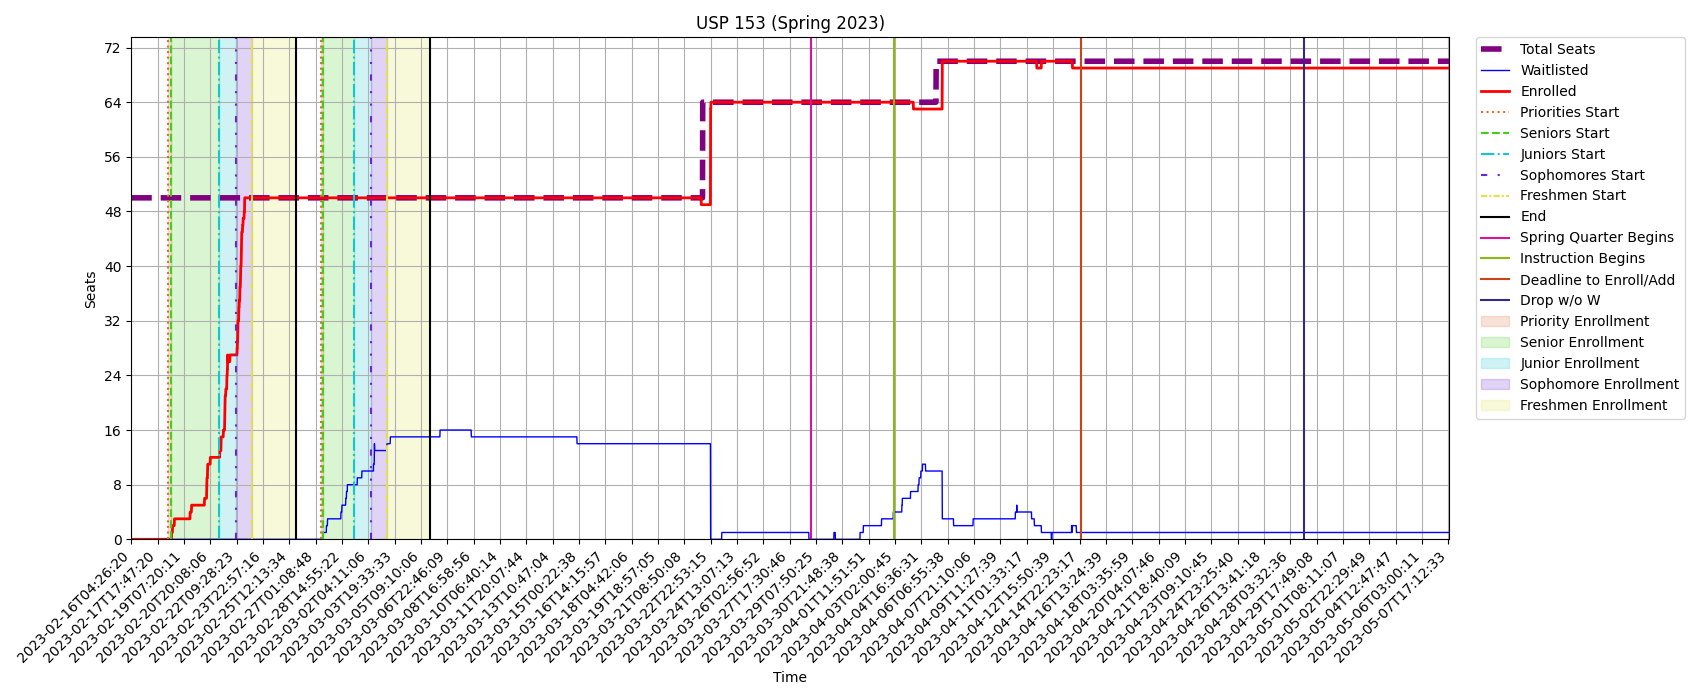 USP 153 (Spring 2023)
Seats
72
64
56
48
40
32
24
16
8
0
2023-02-16T04:26:20
2023-02-17T17:47:20
2023-02-19T07:20:11
2023-02-20T20:08:06
2023-02-22T09:28:23
2023-02-23T22:57:16
2023-02-25T12:13:34
2023-02-27T01:08:48
2023-02-28T14:55:22
2023-03-02T04:11:06
2023-03-03T19:33:33
2023-03-05T09:10:06
2023-03-06T22:46:09
2023-03-08T16:58:56
2023-03-10T06:40:14
2023-03-11T20:07:44
2023-03-13T10:47:04
2023-03-15T00:22:38
2023-03-16T14:15:57
2023-03-18T04:42:06
2023-03-19T18:57:05
2023-03-21T08:50:08
2023-03-22T22:53:15
2023-03-24T13:07:13
2023-03-26T02:56:52
2023-03-27T17:30:46
2023-03-29T07:50:25
2023-03-30T21:48:38
2023-04-01T11:51:51
2023-04-03T02:00:45
2023-04-04T16:36:31
2023-04-06T06:55:38
2023-04-07T21:10:06
2023-04-09T11:27:39
2023-04-11T01:33:17
2023-04-12T15:50:39
2023-04-14T22:23:17
2023-04-16T13:24:39
2023-04-18T03:35:59
2023-04-20T04:07:46
2023-04-21T18:40:09
2023-04-23T09:10:45
2023-04-24T23:25:40
2023-04-26T13:41:18
2023-04-28T03:32:36
2023-04-29T17:49:08
2023-05-01T08:11:07
2023-05-02T22:29:49
2023-05-04T12:47:47
2023-05-06T03:00:11
2023-05-07T17:12:33
Time
Total Seats
Waitlisted
Enrolled
Priorities Start
Seniors Start
Juniors Start
Sophomores Start
Freshmen Start
End
Spring Quarter Begins
Instruction Begins
Deadline to Enroll/Add
Drop w/o W
Priority Enrollment
Senior Enrollment
Junior Enrollment
Sophomore Enrollment
Freshmen Enrollment